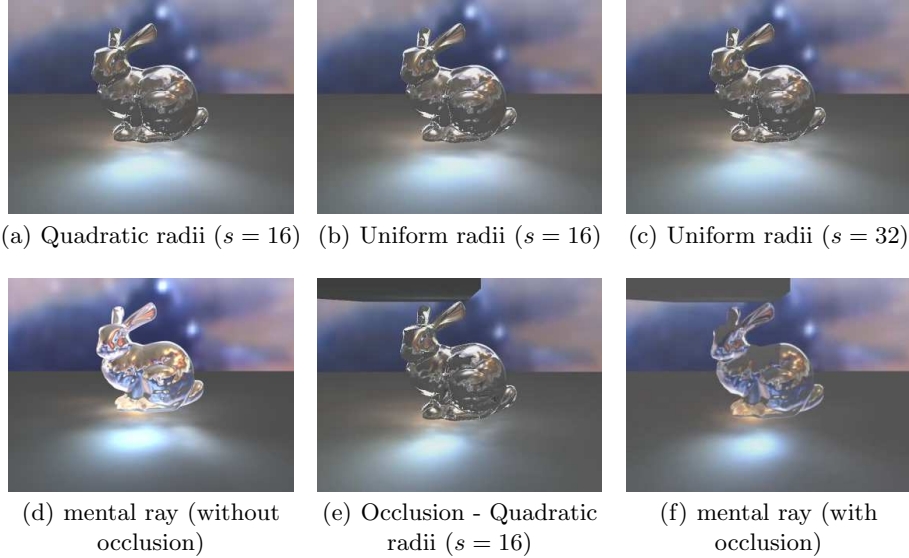 (a) Quadratic radii (s = 16)
(b) Uniform radii (s = 16)
(c) Uniform radii (s = 32)
(d) mental ray (without
occlusion)
(e) Occlusion - Quadratic
radii (s = 16)
(f) mental ray (with
occlusion)